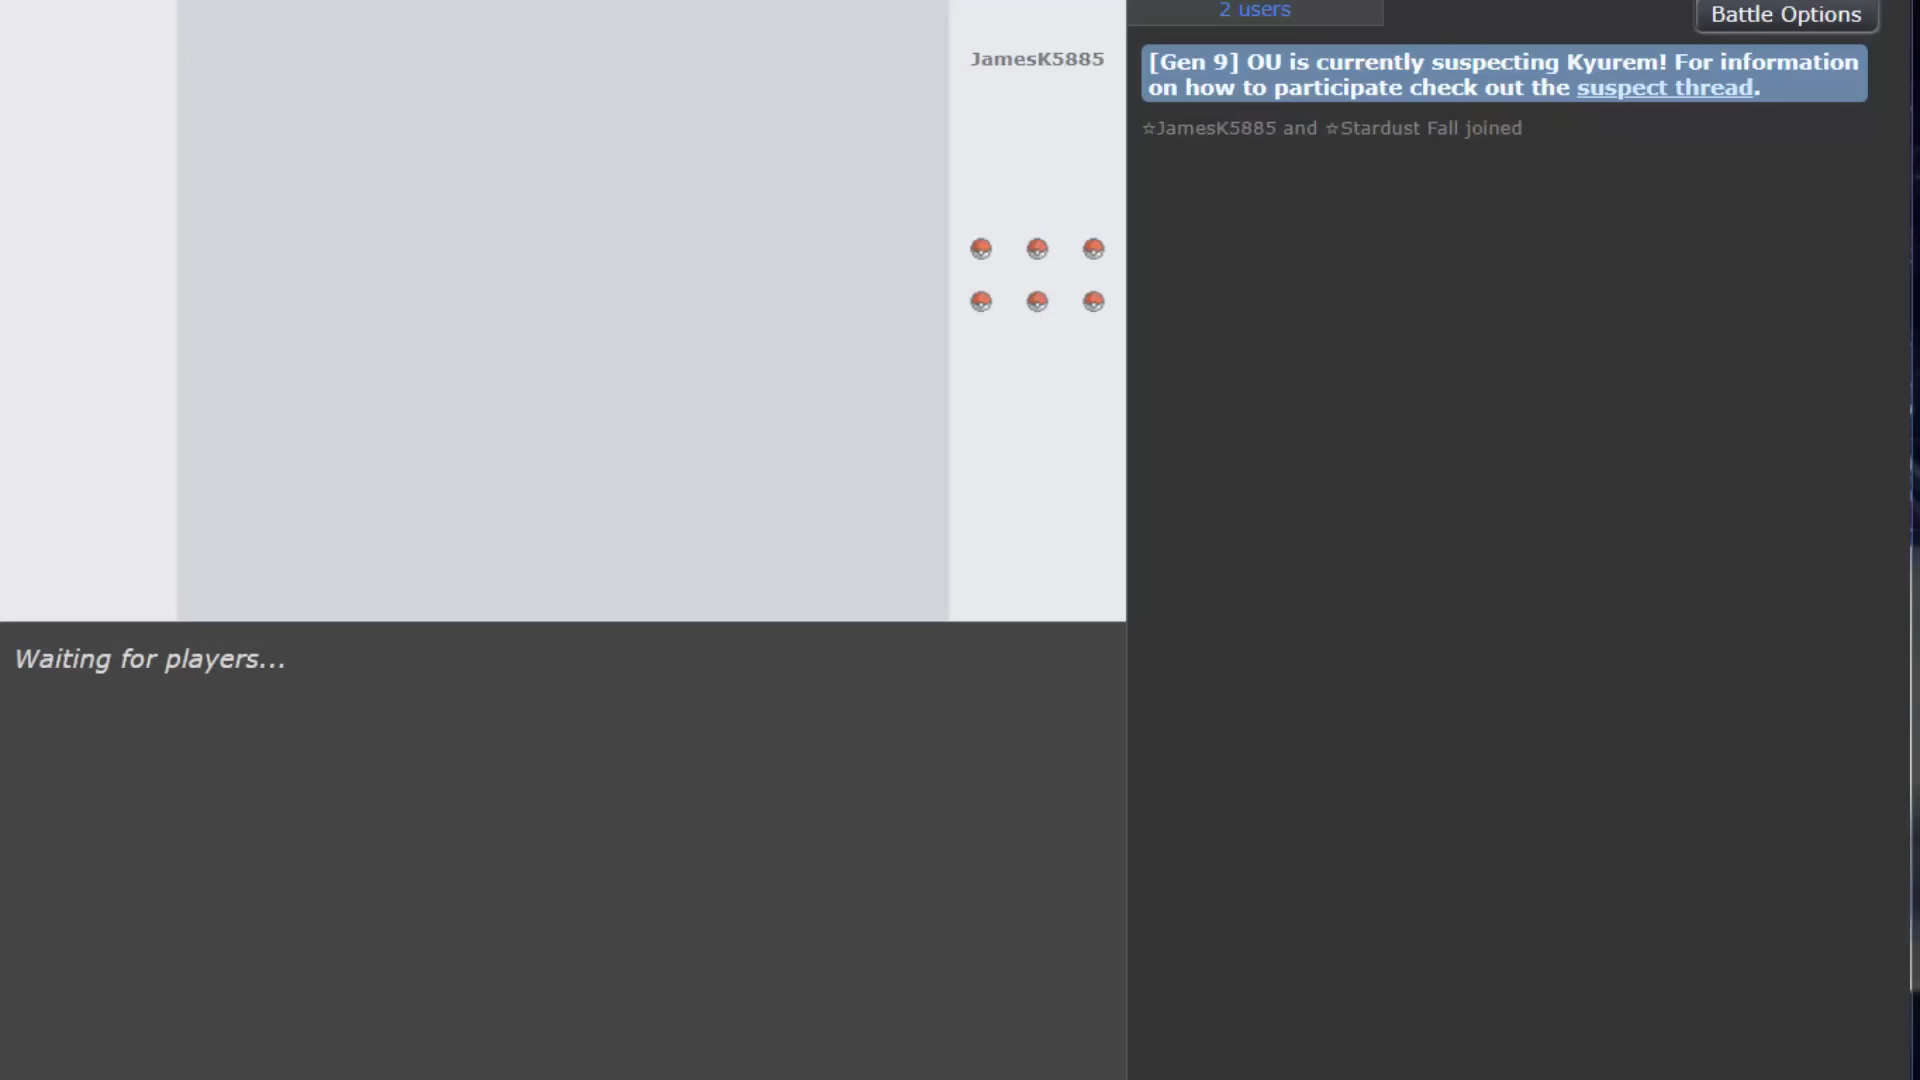 2 users
Battle Options
JamesK5885
[Gen 9] OU is currently suspecting Kyurem! For information
on how to participate check out the suspect thread.
☆JamesK5885 and ☆Stardust Fall joined
Waiting for players...